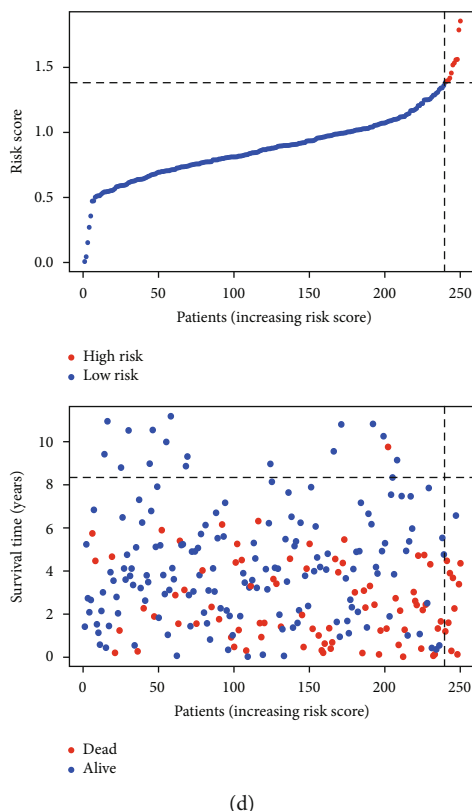 1.5
1.0
0.5
0.0
Risk score
0 50 100 150 200 250
Patients (increasing risk score)
High risk
Low risk
10
8
6
4
2
0
Survival time (years)
0 50 100 150 200 250
Patients (increasing risk score)
Dead
Alive
(d)